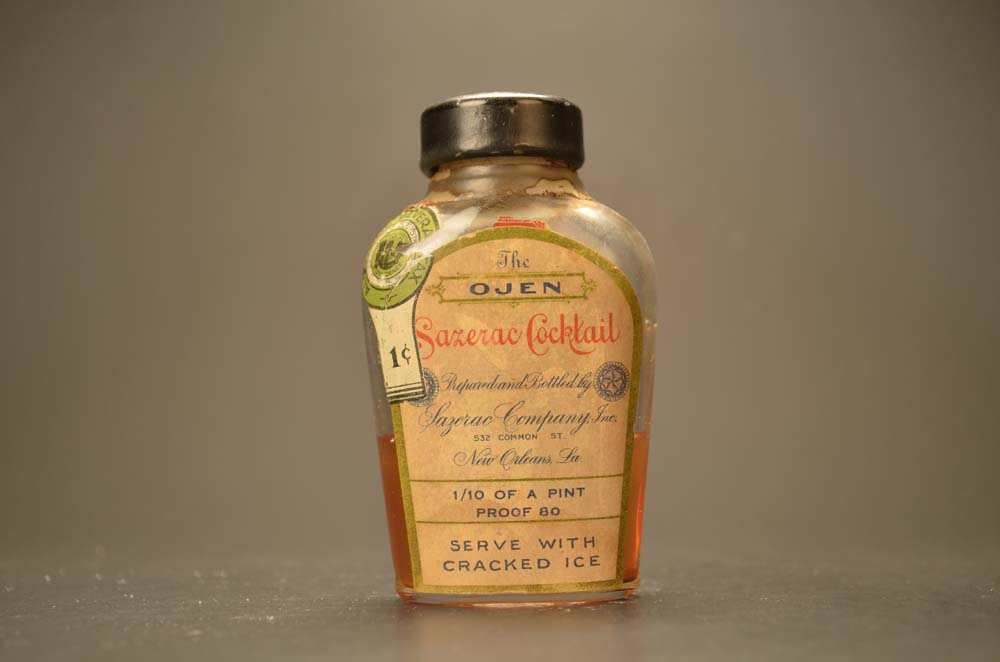 The
OJEN
Sazerac Cocktail
1¢
Prepared and Bottled by
Sazerac Company, Inc.
532 COMMON ST.
New Orleans, La.
1/10 OF A PINT
PROOF 80
SERVE WITH
CRACKED ICE